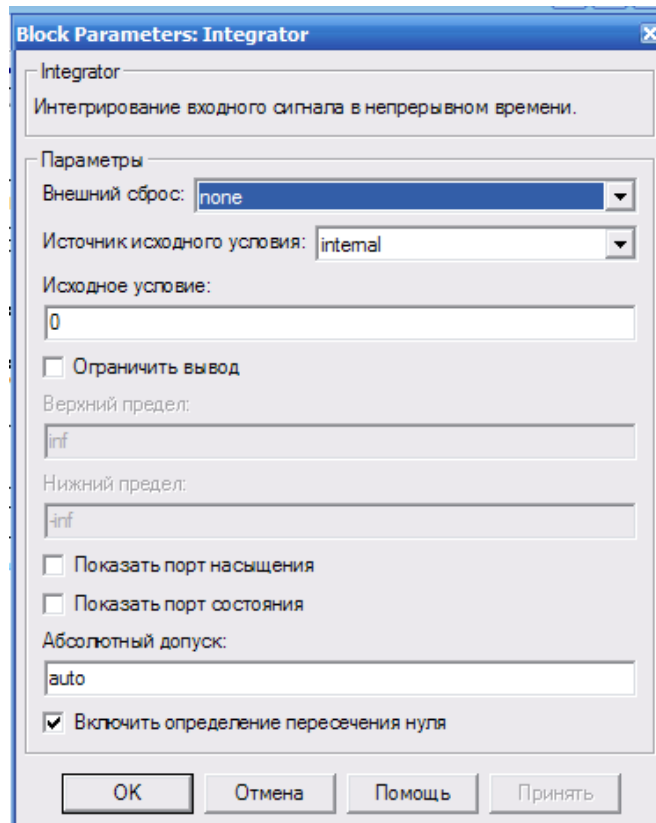 Block Parameters: Integrator
Integrator
Интегрирование входного сигнала в непрерывном времени.
Параметры
Внешний сброс: none
Источник исходного условия: internal
Исходное условие:
0
Ограничить вывод
Верхний предел:
inf
Нижний предел:
-inf
Показать порт насыщения
Показать порт состояния
Абсолютный допуск:
auto
Включить определение пересечения нуля
OK Отмена Помощь Принять